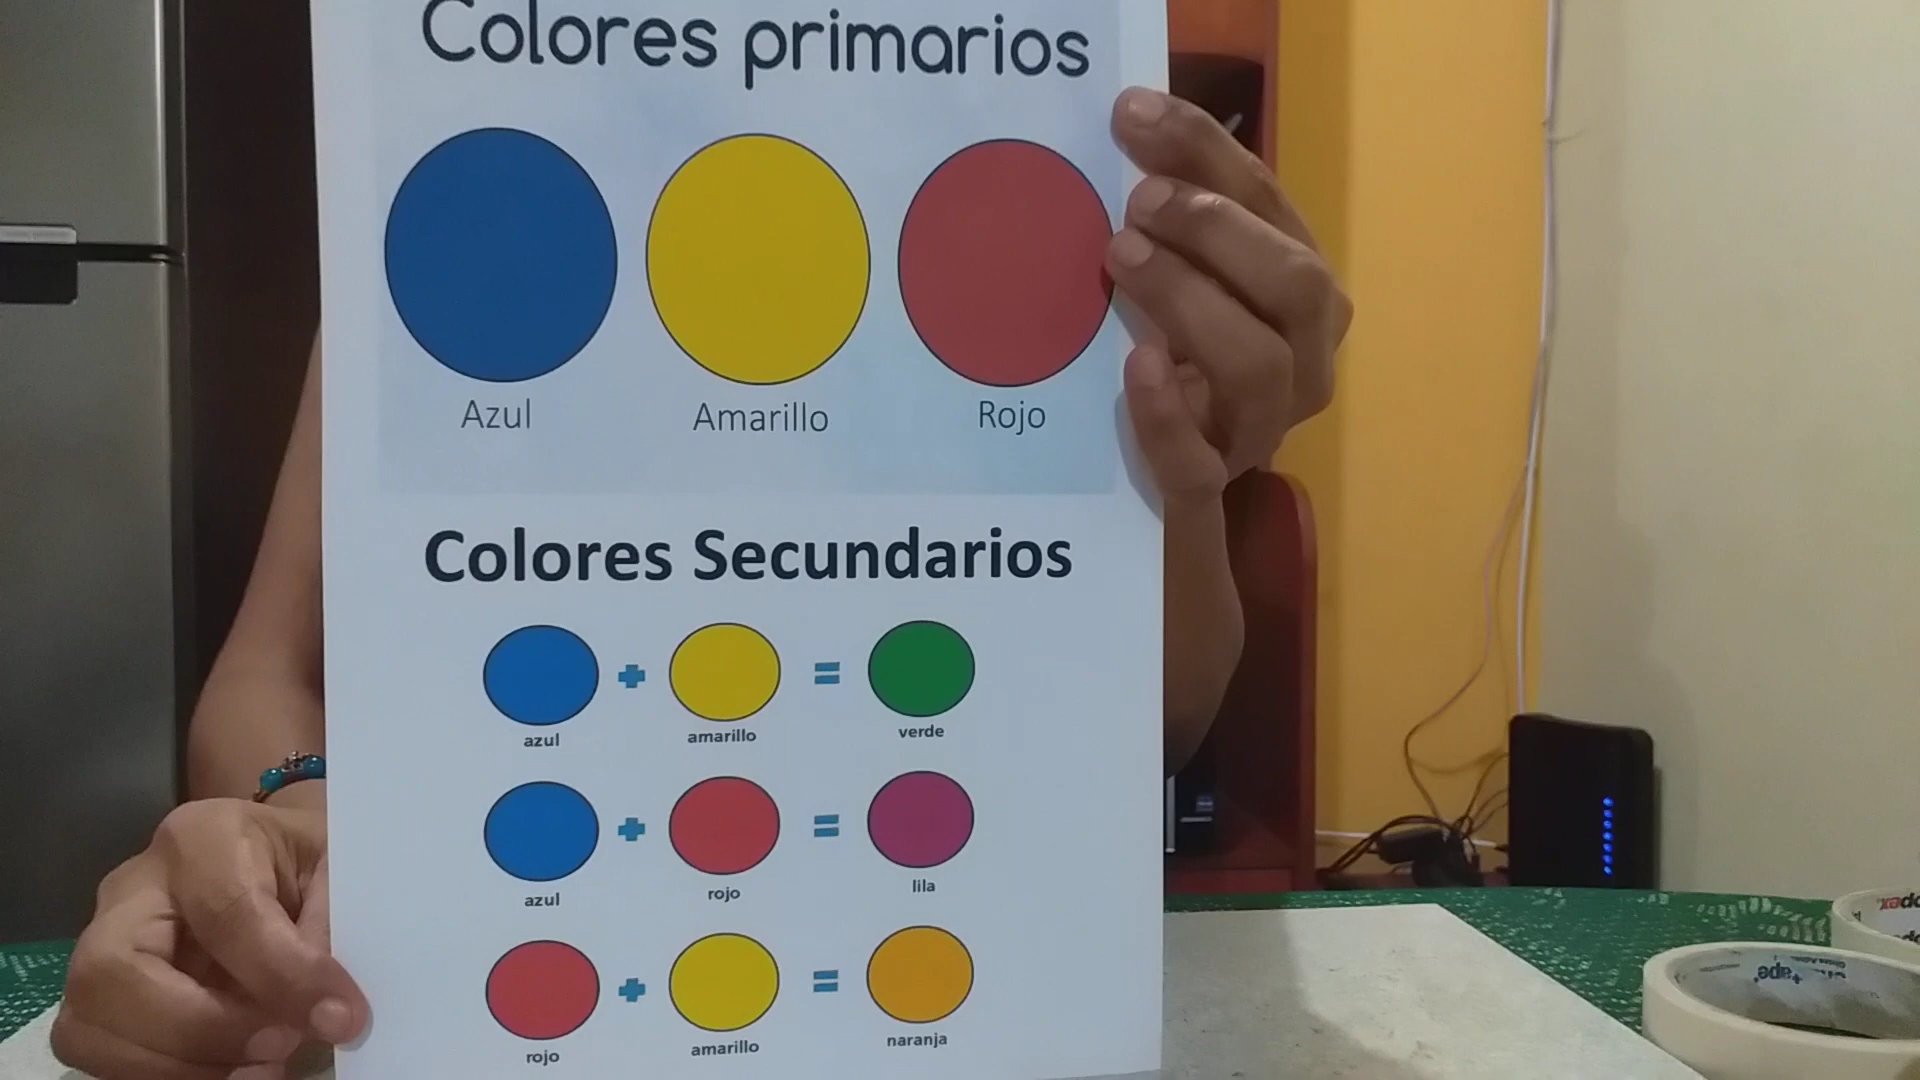 Colores primarios
Azul Amarillo Rojo
Colores Secundarios
azul amarillo verde
azul rojo lila
rojo amarillo naranja